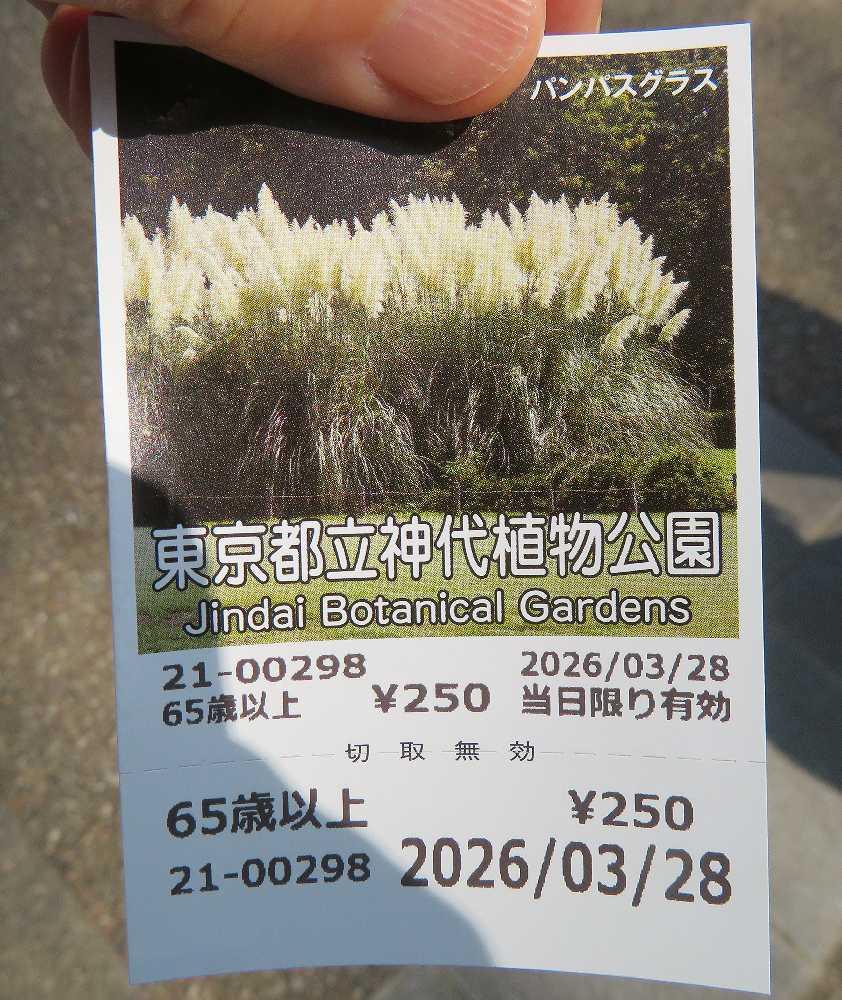 パンパスグラス
東京都立神代植物公園
Jindai Botanical Gardens
21-00298 2026/03/28
65歳以上 ¥250 当日限り有効
切取無効
65歳以上 ¥250
21-00298 2026/03/28